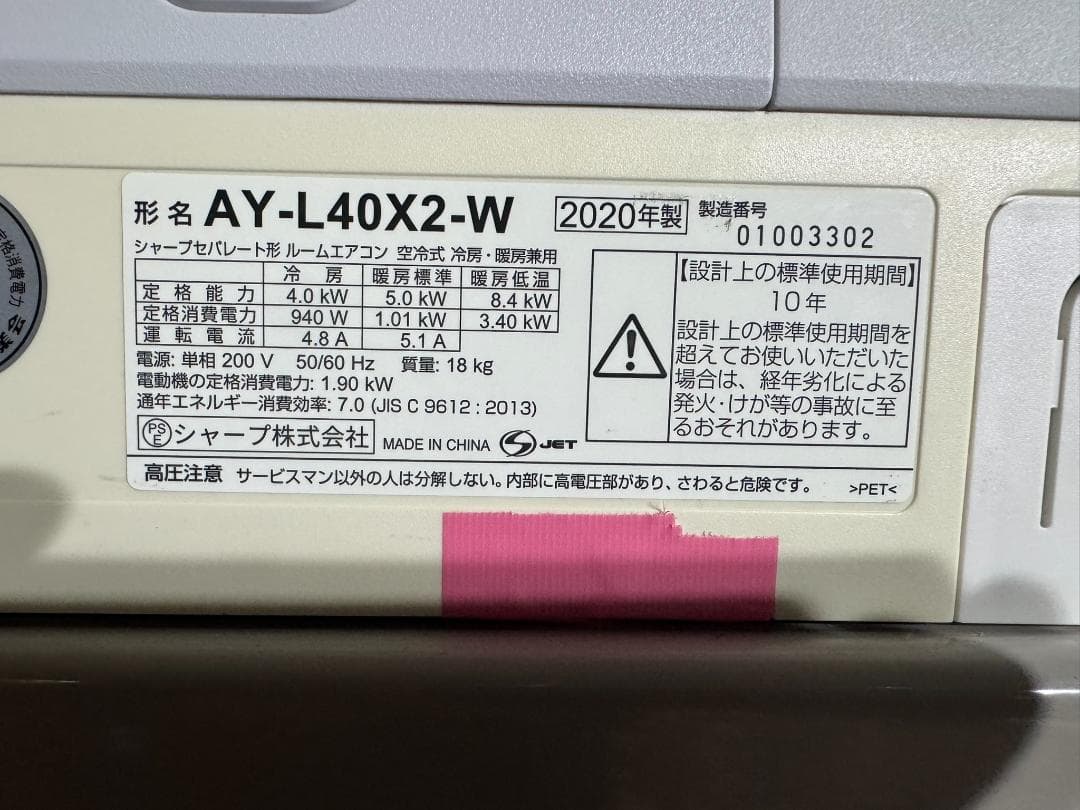 形名 AY-L40X2-W 2020年製 製造番号 01003302
シャープセパレート形 ルームエアコン 空冷式 冷房・暖房兼用
冷房 暖房標準 暖房低温
定格能力 4.0 kW 5.0 kW 8.4 kW
定格消費電力 940 W 1.01 kW 3.40 kW
運転電流 4.8 A 5.1 A
電源: 単相 200 V 50/60 Hz 質量: 18 kg
電動機の定格消費電力: 1.90 kW
通年エネルギー消費効率: 7.0 (JIS C 9612 : 2013)
PSE シャープ株式会社 MADE IN CHINA S JET
【設計上の標準使用期間】
10年
設計上の標準使用期間を
超えてお使いいただいた
場合は、経年劣化による
発火・けが等の事故に至
るおそれがあります。
高圧注意 サービスマン以外の人は分解しない。内部に高電圧部があり、さわると危険です。 >PET<
定格消費電力